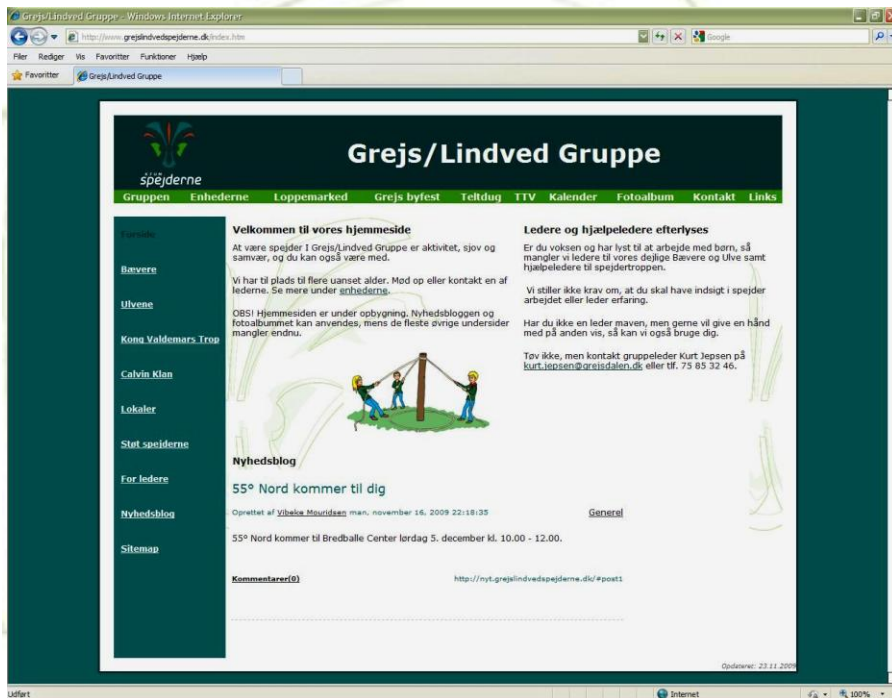 Grejs/Lindved Gruppe - Windows Internet Explorer
http://www.grejslindvedspejderne.dk/index.htm
Google
Filer Rediger Vis Favoritter Funktioner Hjælp
Favoritter Grejs/Lindved Gruppe
spejderne
Grejs/Lindved Gruppe
Gruppen Enhederne Loppemarked Grejs byfest Teltdug TTV Kalender Fotoalbum Kontakt Links
Forside
Bævere
Ulvene
Kong Valdemars Trop
Calvin Klan
Lokaler
Støt spejderne
For ledere
Nyhedsblog
Sitemap
Velkommen til vores hjemmeside
At være spejder I Grejs/Lindved Gruppe er aktivitet, sjov og
samvær, og du kan også være med.
Vi har til plads til flere uanset alder. Mød op eller kontakt en af
lederne. Se mere under enhederne.
OBS! Hjemmesiden er under opbygning. Nyhedsbloggen og
fotoalbummet kan anvendes, mens de fleste øvrige undersider
mangler endnu.
Ledere og hjælpeledere efterlyses
Er du voksen og har lyst til at arbejde med børn, så
mangler vi ledere til vores dejlige Bævere og Ulve samt
hjælpeledere til spejdertroppen.
Vi stiller ikke krav om, at du skal have indsigt i spejder
arbejdet eller leder erfaring.
Har du ikke en leder maven, men gerne vil give en hånd
med på anden vis, så kan vi også bruge dig.
Tøv ikke, men kontakt gruppeleder Kurt Jepsen på
kurt.jepsen@grejsdalen.dk eller tlf. 75 85 32 46.
Nyhedsblog
55° Nord kommer til dig
Oprettet af Vibeke Mouridsen man, november 16, 2009 22:18:35 Generel
55° Nord kommer til Bredballe Center lørdag 5. december kl. 10.00 - 12.00.
Kommentarer(0) http://nyt.grejslindvedspejderne.dk/#post1
Opdateret: 23.11.2009
Udført Internet 100%